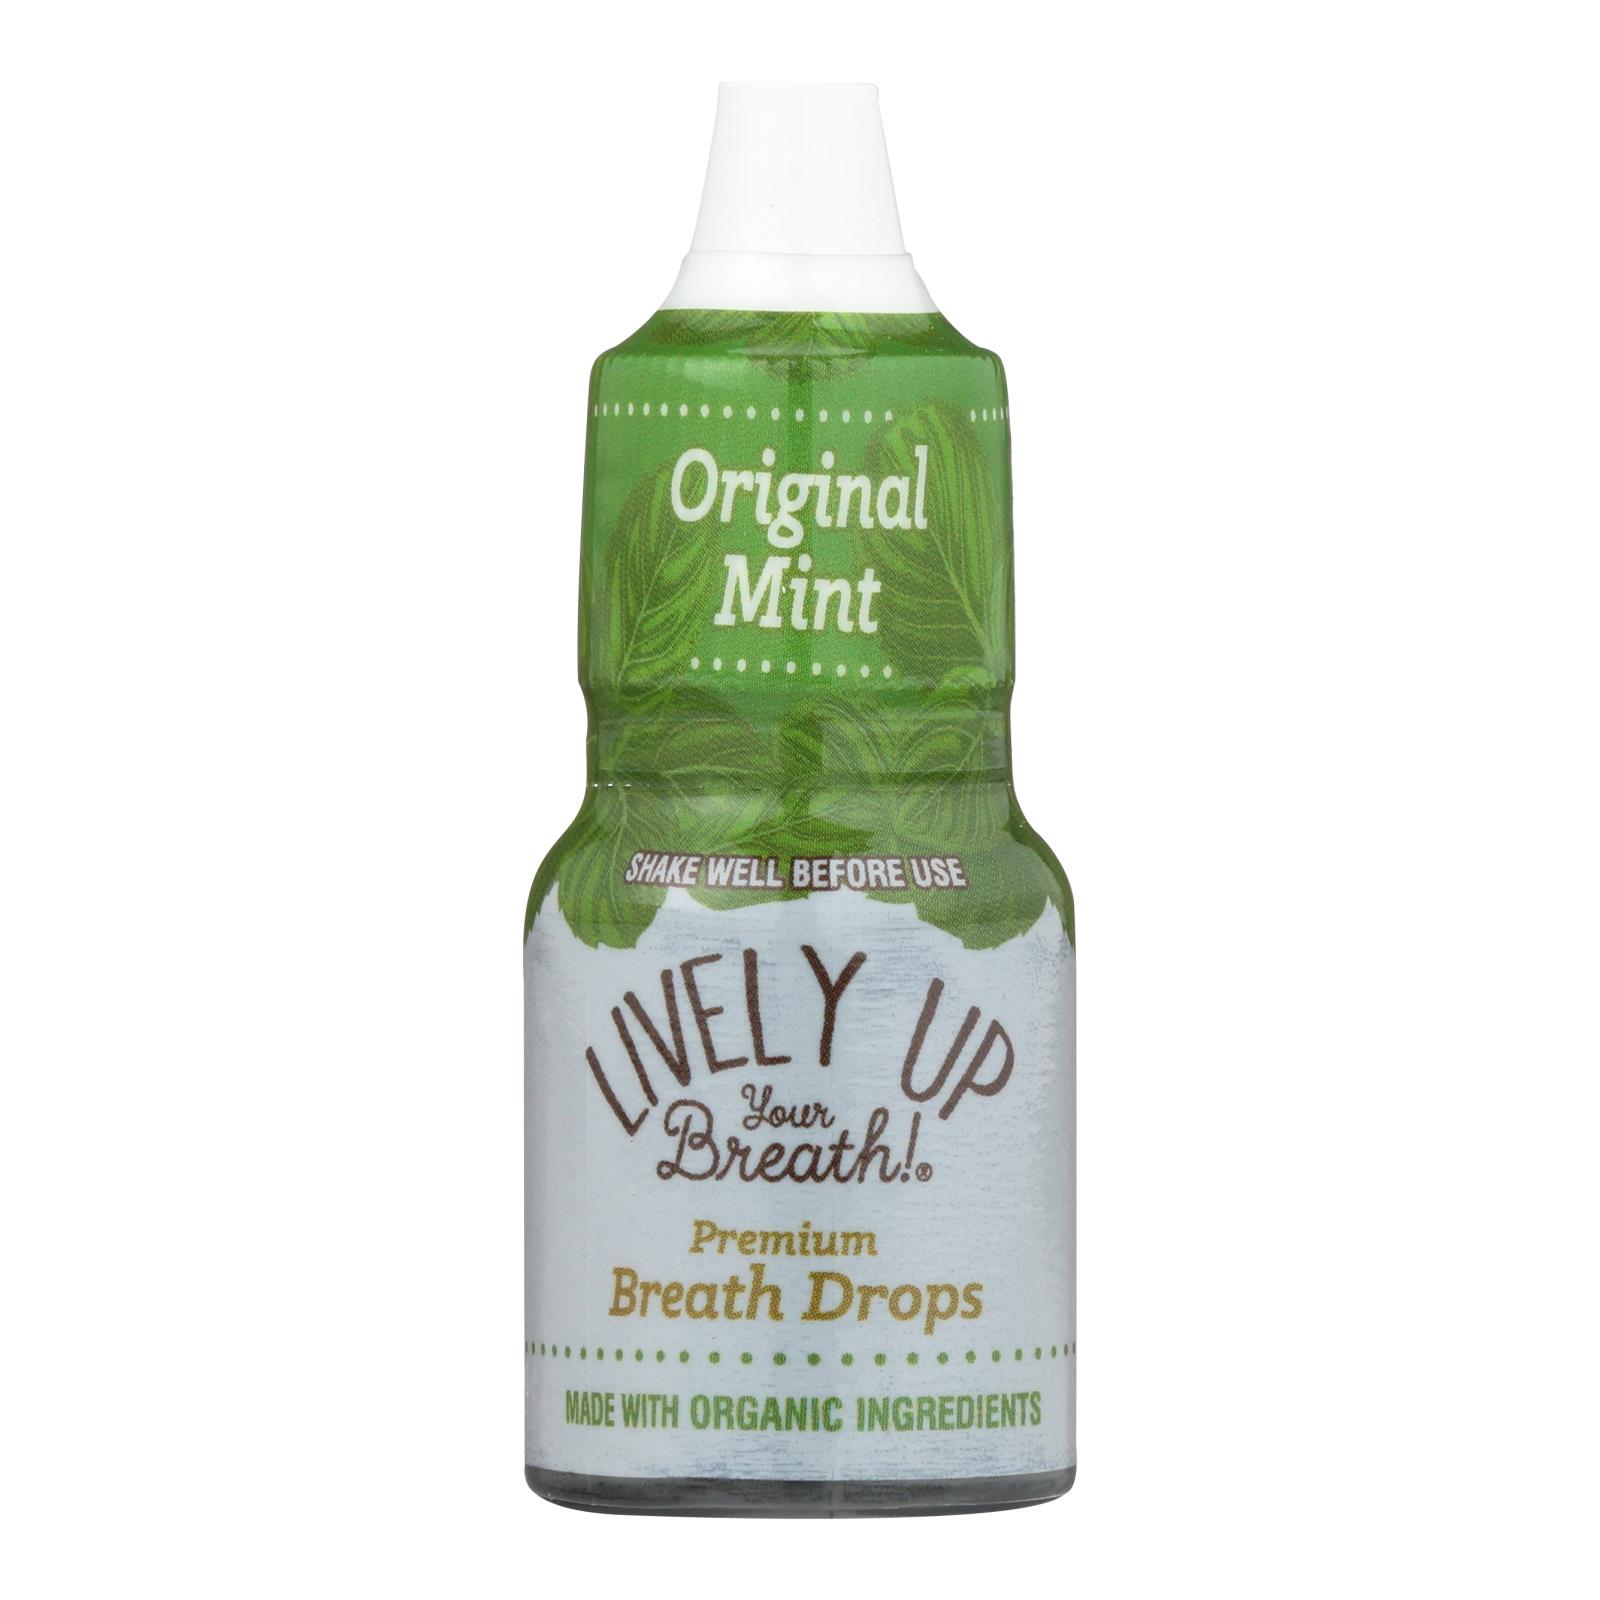 Original
Mint
SHAKE WELL BEFORE USE
LIVELY UP
Your
Breath!®
Premium
Breath Drops
MADE WITH ORGANIC INGREDIENTS